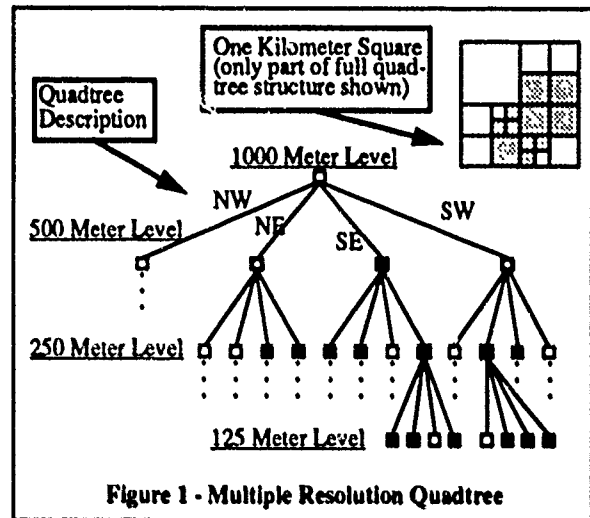 One Kilometer Square
(only part of full quad-
tree structure shown)
Quadtree
Description
1000 Meter Level
NW
NE
SE
SW
500 Meter Level
250 Meter Level
125 Meter Level
Figure 1 - Multiple Resolution Quadtree